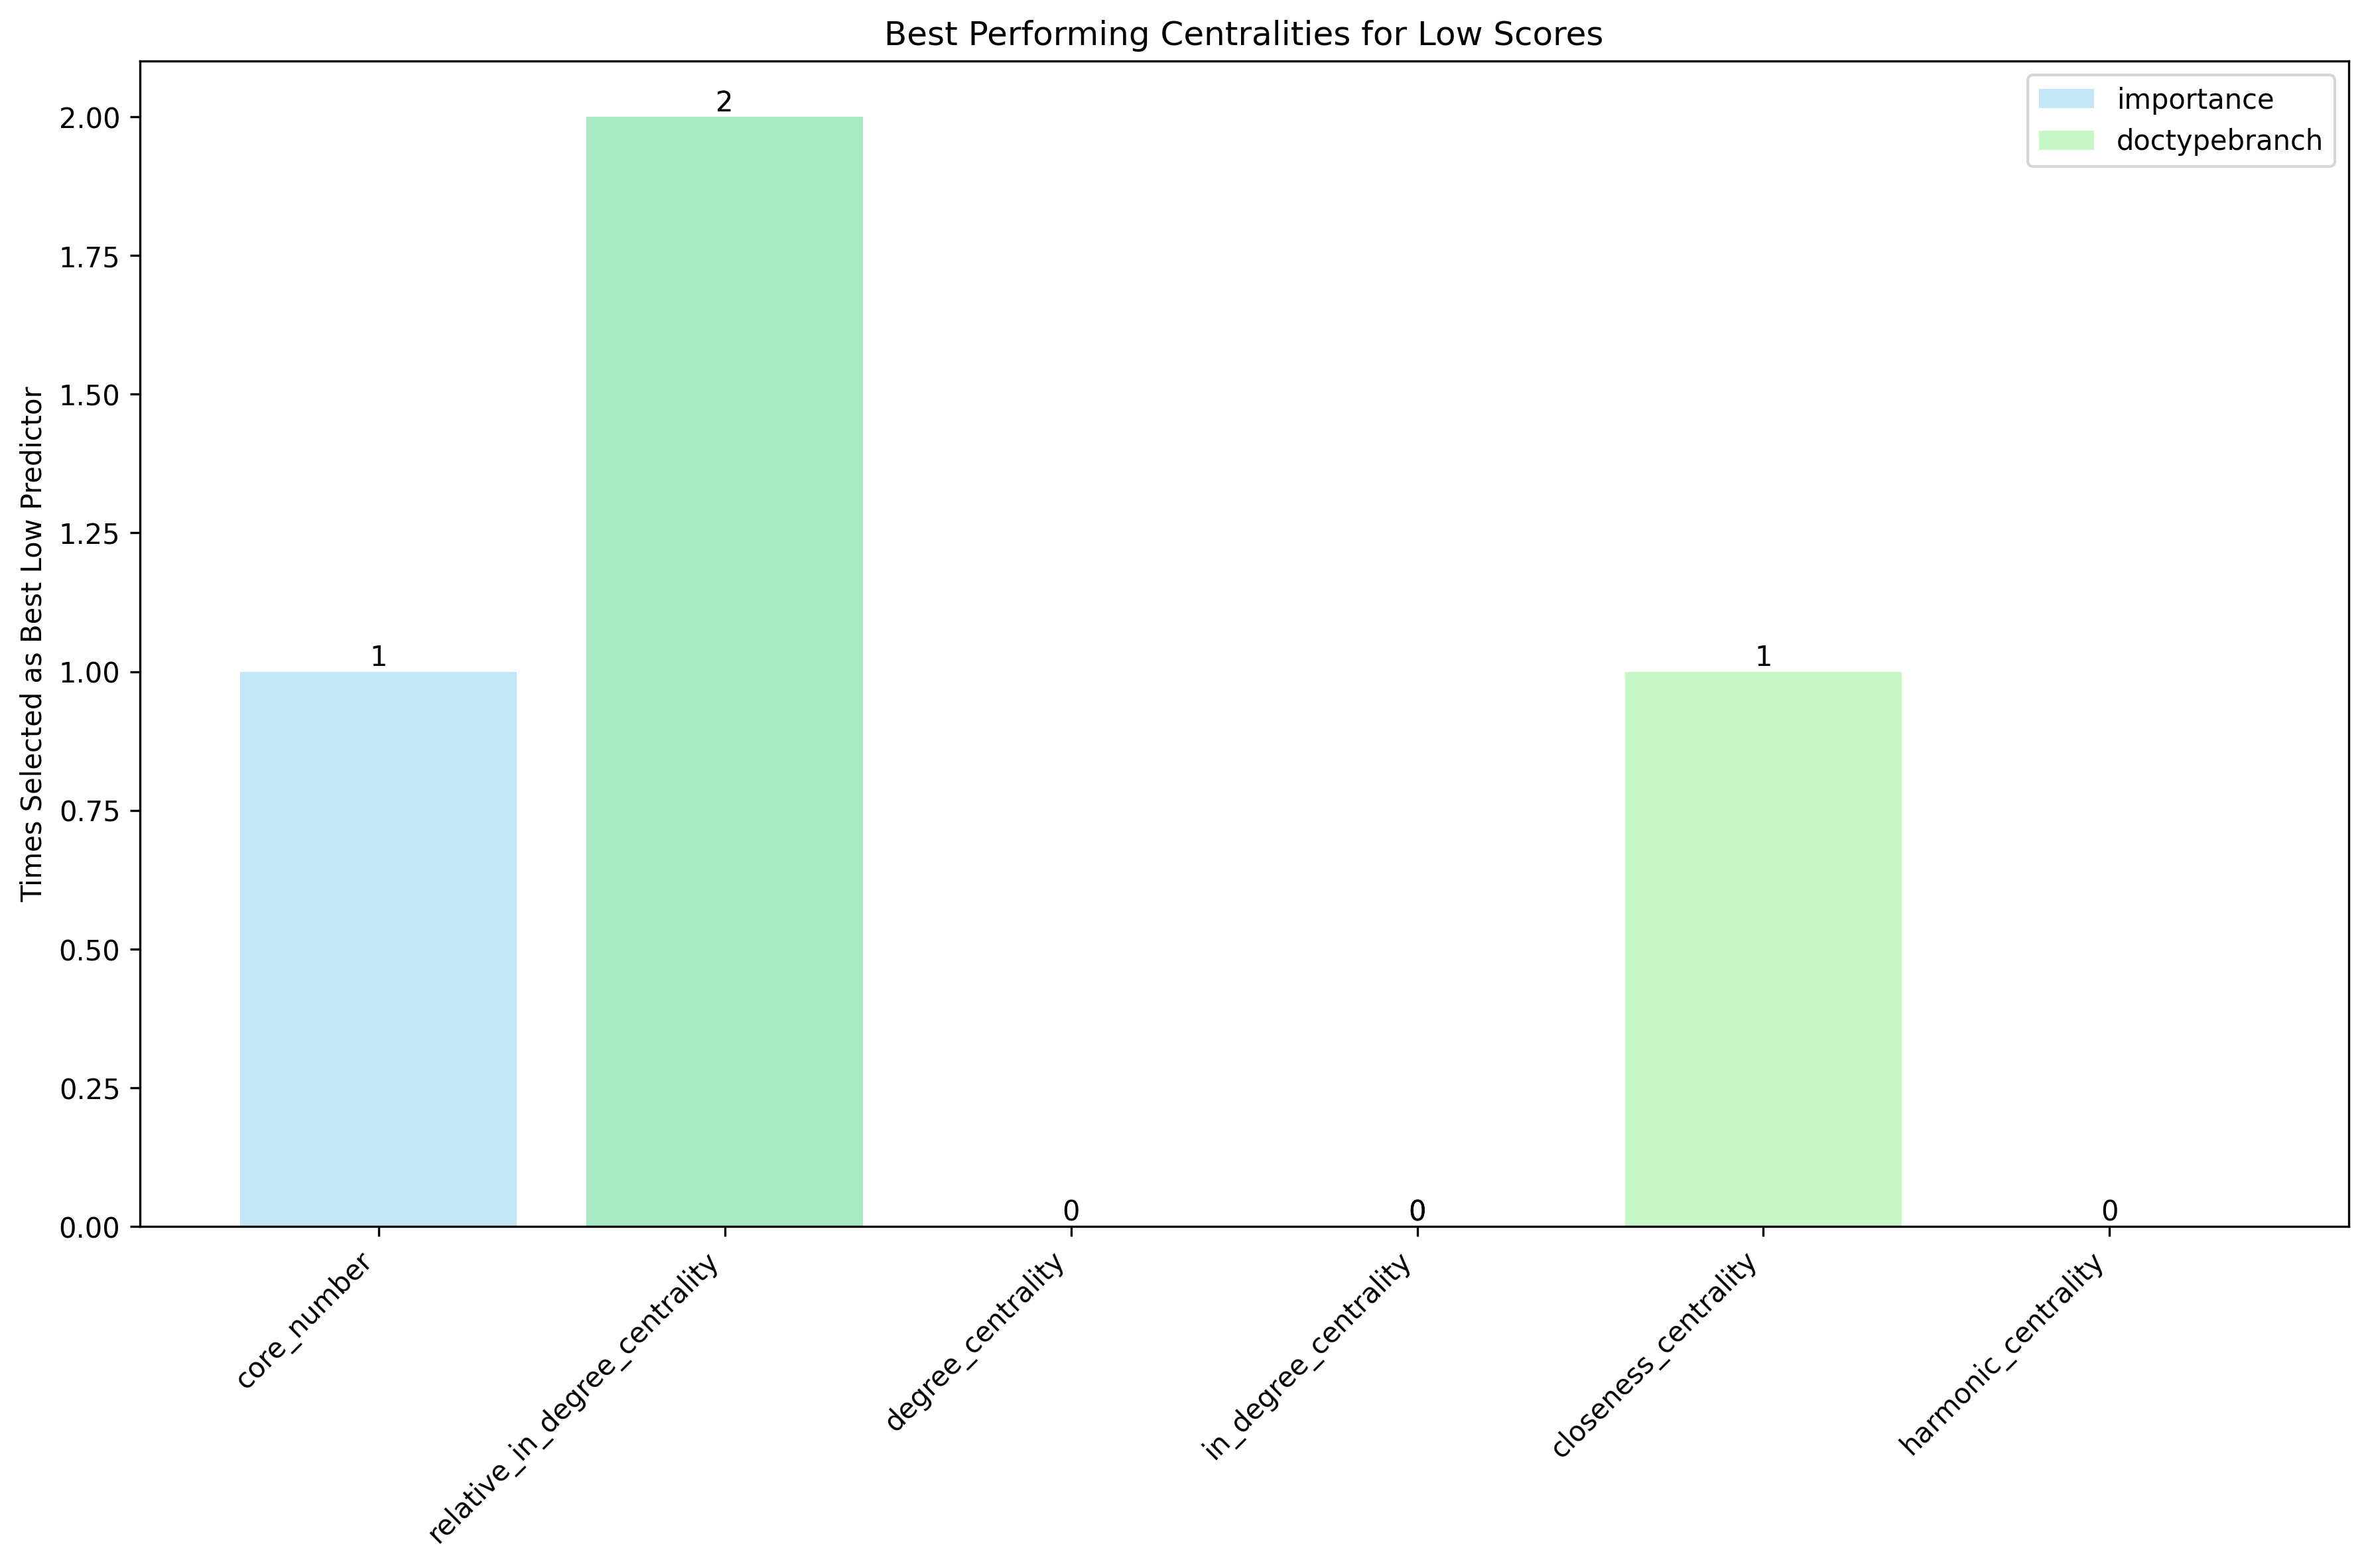 Best Performing Centralities for Low Scores
importance
doctypebranch
Times Selected as Best Low Predictor
2.00
1.75
1.50
1.25
1.00
0.75
0.50
0.25
0.00
1
2
0
0
1
0
core_number
relative_in_degree_centrality
degree_centrality
in_degree_centrality
closeness_centrality
harmonic_centrality